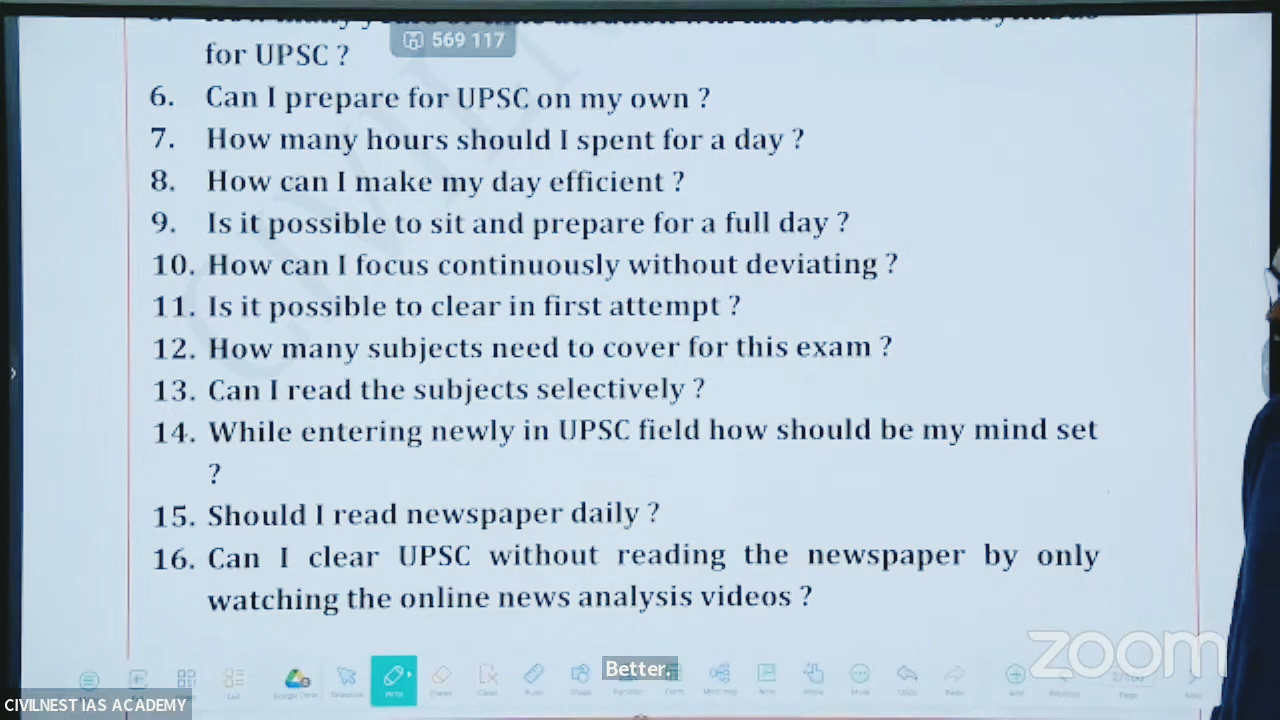 569 117
for UPSC ?
6. Can I prepare for UPSC on my own ?
7. How many hours should I spent for a day ?
8. How can I make my day efficient ?
9. Is it possible to sit and prepare for a full day ?
10. How can I focus continuously without deviating ?
11. Is it possible to clear in first attempt ?
12. How many subjects need to cover for this exam ?
13. Can I read the subjects selectively ?
14. While entering newly in UPSC field how should be my mind set
?
15. Should I read newspaper daily ?
16. Can I clear UPSC without reading the newspaper by only
watching the online news analysis videos ?
zoom
Better.
CIVILNEST IAS ACADEMY